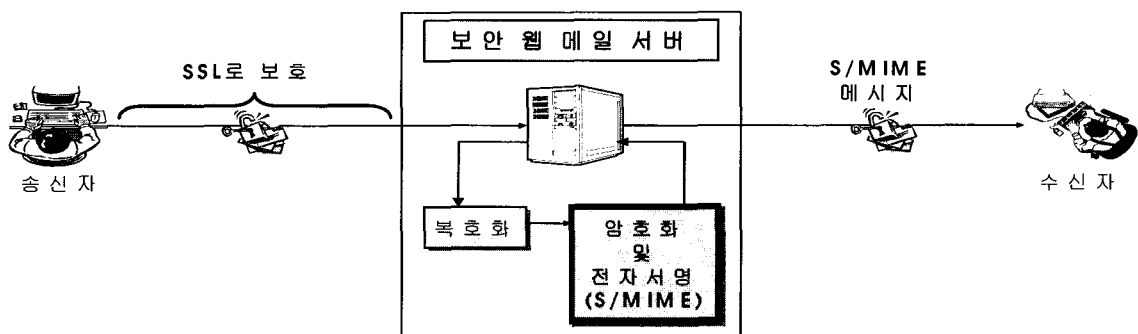 보안 웹 메일 서버
SSL로 보호
S/MIME
메시지
송신자
수신자
복호화
암호화
및
전자서명
(S/MIME)